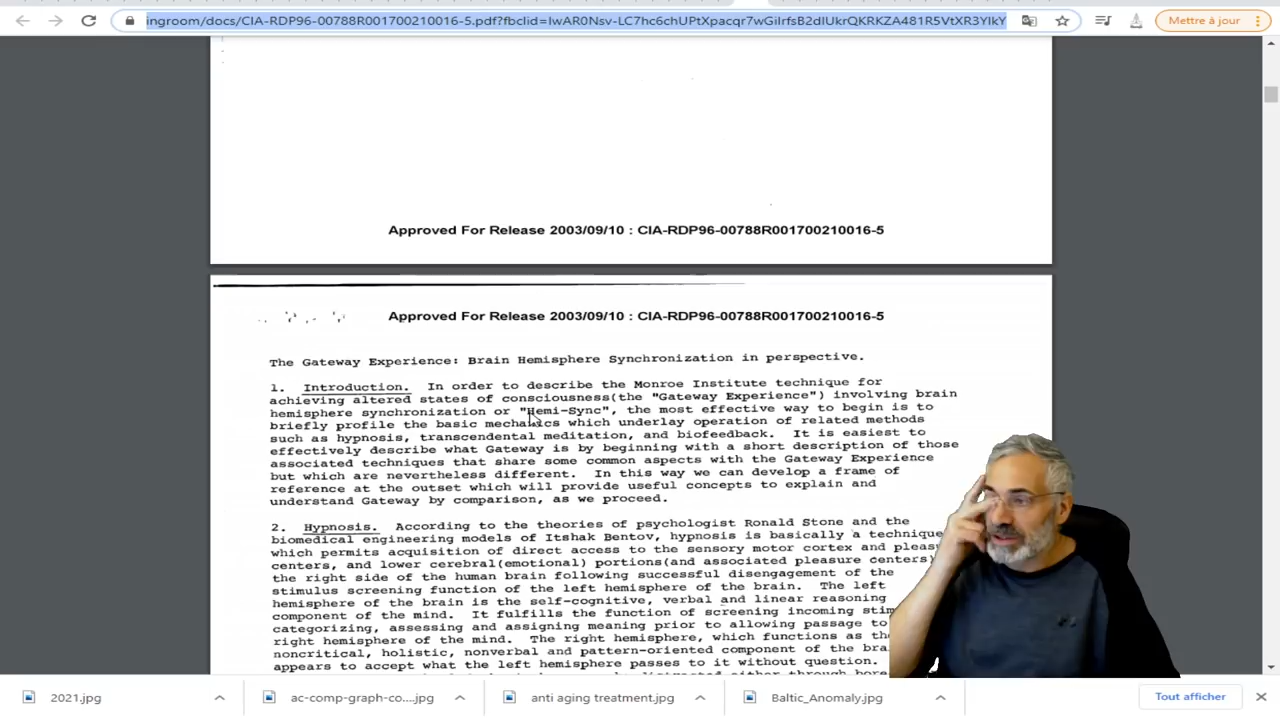 ingroom/docs/CIA-RDP96-00788R001700210016-5.pdf?fbclid=IwAR0Nsv-LC7hc6chUPtXpacqr7wGiIrfsB2dIUkrQKRKZA481R5VtXR3YIkY
Mettre à jour
Approved For Release 2003/09/10 : CIA-RDP96-00788R001700210016-5
Approved For Release 2003/09/10 : CIA-RDP96-00788R001700210016-5
The Gateway Experience: Brain Hemisphere Synchronization in perspective.
1. Introduction. In order to describe the Monroe Institute technique for
achieving altered states of consciousness(the "Gateway Experience") involving brain
hemisphere synchronization or "Hemi-Sync", the most effective way to begin is to
briefly profile the basic mechanics which underlay operation of related methods
such as hypnosis, transcendental meditation, and biofeedback. It is easiest to
effectively describe what Gateway is by beginning with a short description of those
associated techniques that share some common aspects with the Gateway Experience
but which are nevertheless different. In this way we can develop a frame of
reference at the outset which will provide useful concepts to explain and
understand Gateway by comparison, as we proceed.
2. Hypnosis. According to the theories of psychologist Ronald Stone and the
biomedical engineering models of Itshak Bentov, hypnosis is basically a technique
which permits acquisition of direct access to the sensory motor cortex and
centers, and lower cerebral(emotional) portions(and associated pleasure centers)
the right side of the human brain following successful disengagement of the
stimulus screening function of the left hemisphere of the brain. The left
hemisphere of the brain is the self-cognitive, verbal and linear reasoning
component of the mind. It fulfills the function of screening incoming
categorizing, assessing and assigning meaning prior to allowing passage to
right hemisphere of the mind. The right hemisphere, which functions as
noncritical, holistic, nonverbal and pattern-oriented component of the
appears to accept what the left hemisphere passes to it without question.
2021.jpg
ac-comp-graph-co....jpg
anti aging treatment.jpg
Baltic_Anomaly.jpg
Tout afficher